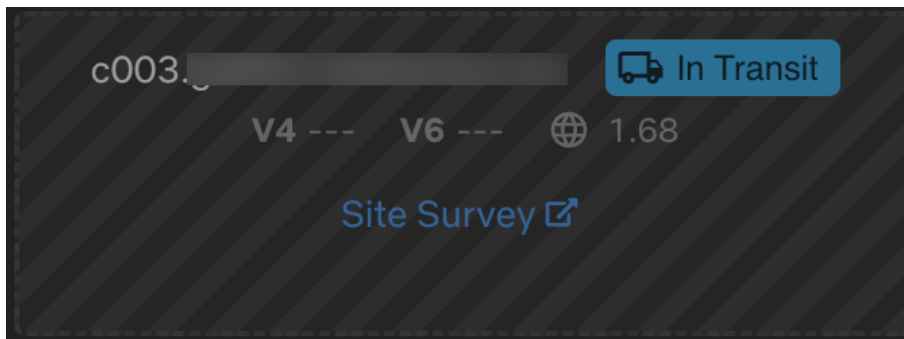 c003. In Transit
V4 --- V6 --- 1.68
Site Survey